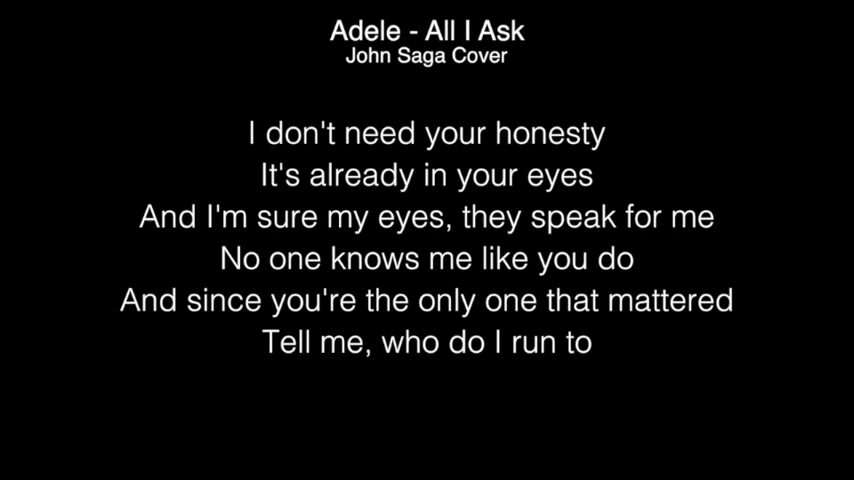 Adele - All I Ask
John Saga Cover
I don't need your honesty
It's already in your eyes
And I'm sure my eyes, they speak for me
No one knows me like you do
And since you're the only one that mattered
Tell me, who do I run to